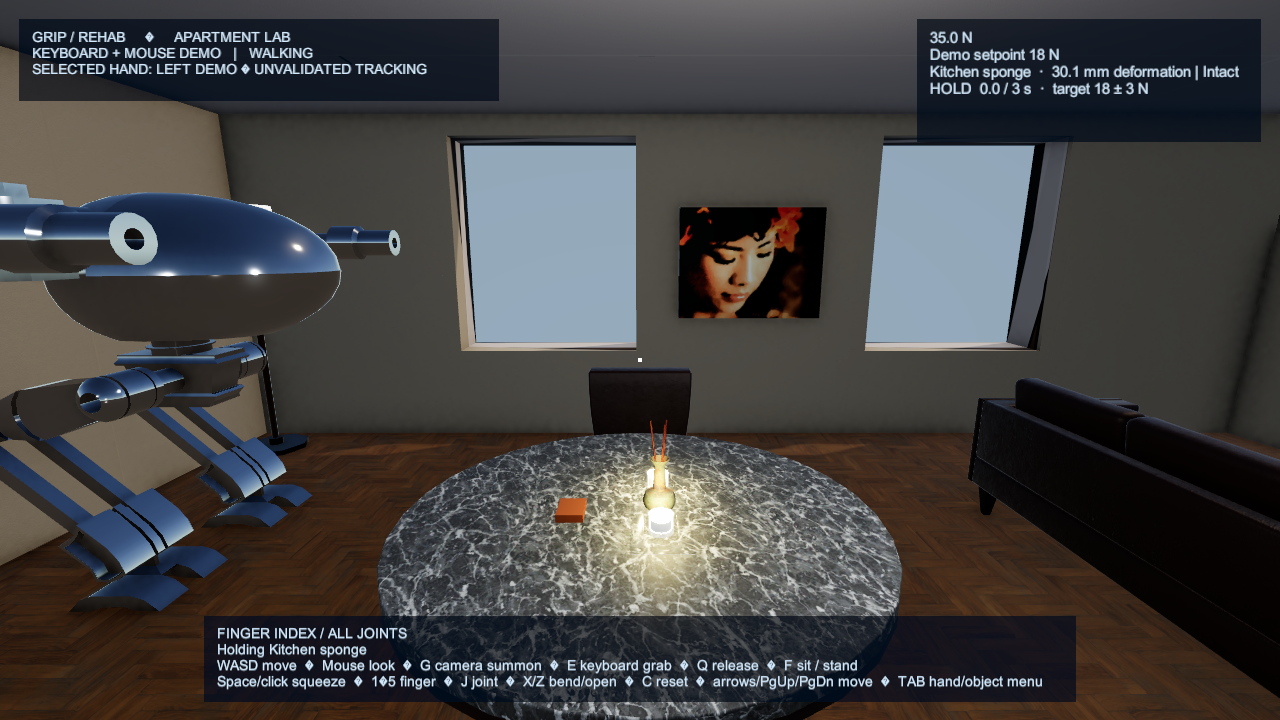 GRIP / REHAB � APARTMENT LAB
KEYBOARD + MOUSE DEMO | WALKING
SELECTED HAND: LEFT DEMO � UNVALIDATED TRACKING
35.0 N
Demo setpoint 18 N
Kitchen sponge · 30.1 mm deformation | Intact
HOLD 0.0 / 3 s · target 18 ± 3 N
FINGER INDEX / ALL JOINTS
Holding Kitchen sponge
WASD move � Mouse look � G camera summon � E keyboard grab � Q release � F sit / stand
Space/click squeeze � 1�5 finger � J joint � X/Z bend/open � C reset � arrows/PgUp/PgDn move � TAB hand/object menu